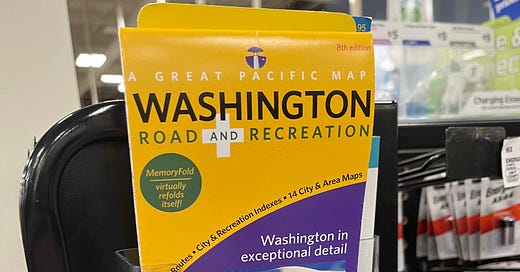 95
8th edition
A GREAT PACIFIC MAP
WASHINGTON
ROAD AND RECREATION
MemoryFold
virtually
refolds
itself!
Routes • City & Recreation Indexes • 14 City & Area Maps
Washington in
exceptional detail
Charging